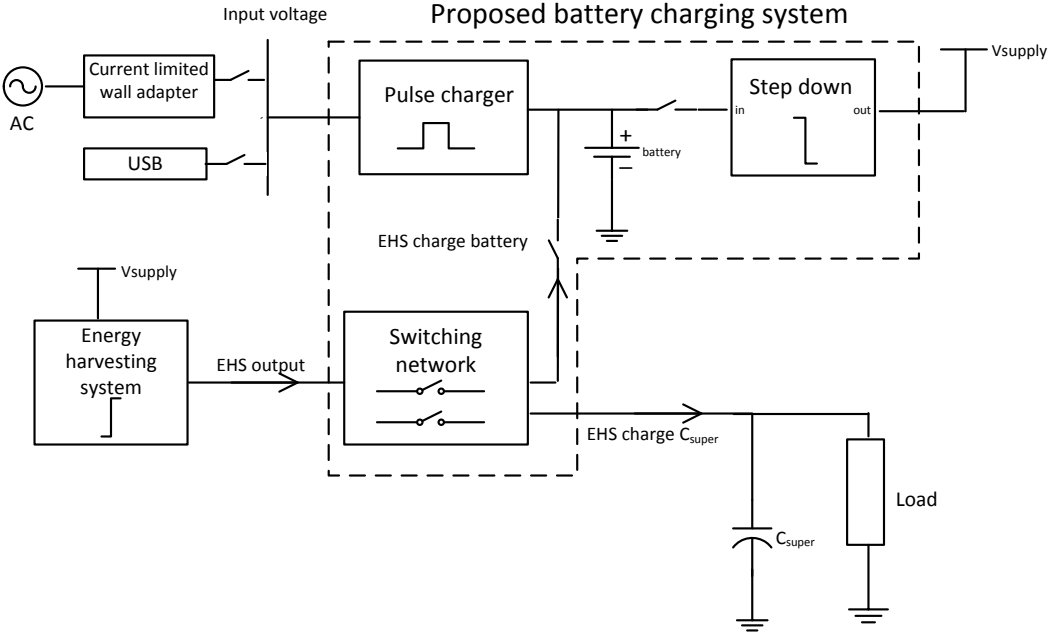 Proposed battery charging system
Input voltage
Current limited
wall adapter
AC
USB
Pulse charger
+
−
battery
Step down
in
out
Vsupply
EHS charge battery
Vsupply
Energy
harvesting
system
EHS output
Switching
network
EHS charge Csuper
Csuper
Load